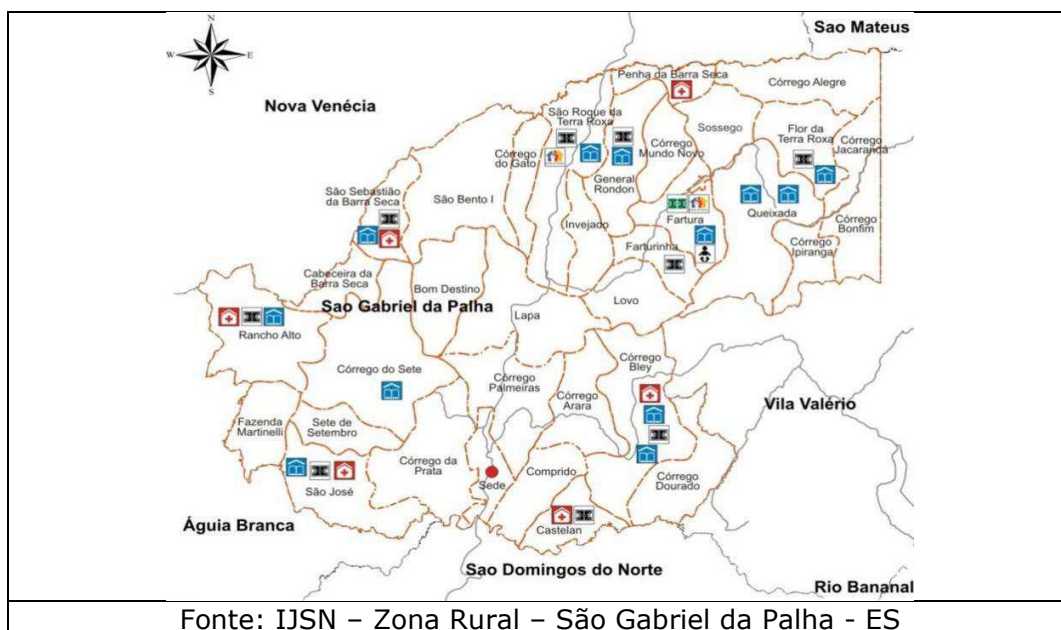 Sao Mateus
N
W
E
S
Penha da Barra Seca
Córrego Alegre
Nova Venécia
São Roque da
Terra Roxa
Sossego
Flor da
Terra Roxa
Córrego
Jacarandá
Córrego
do Gato
Córrego
Mundo Novo
General
Rondon
São Sebastião
da Barra Seca
São Bento I
Invejado
Fartura
Queixada
Córrego
Bonfim
Farturinha
Córrego
Ipiranga
Cabeceira da
Barra Seca
Bom Destino
Lovo
Sao Gabriel da Palha
Lapa
Rancho Alto
Córrego do Sete
Córrego
Palmeiras
Córrego
Bley
Córrego
Arara
Vila Valério
Fazenda
Martinelli
Sete de
Setembro
Córrego da
Prata
Sede
Comprido
Córrego
Dourado
São José
Águia Branca
Castelan
Sao Domingos do Norte
Rio Bananal
Fonte: IJSN – Zona Rural – São Gabriel da Palha - ES